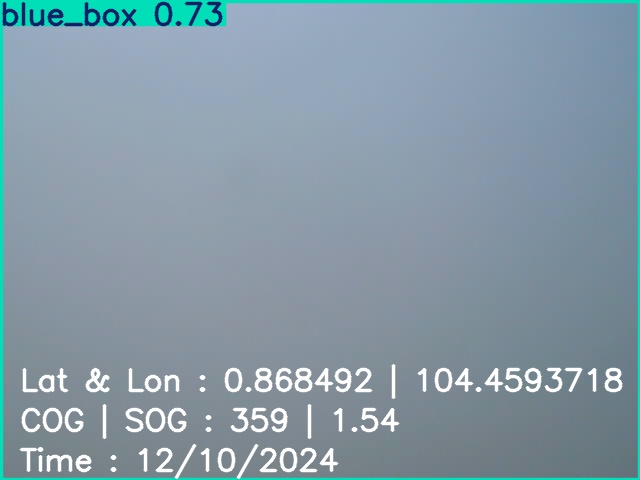 blue_box 0.73
Lat & Lon : 0.868492 | 104.4593718
COG | SOG : 359 | 1.54
Time : 12/10/2024